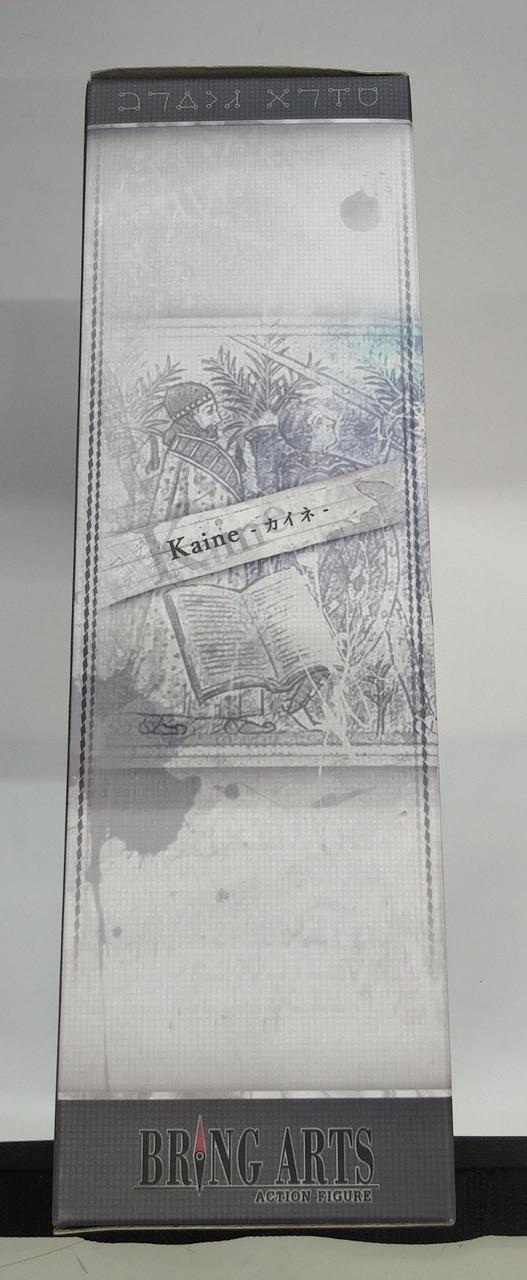 Kaine -カイネ-
BRING ARTS
ACTION FIGURE